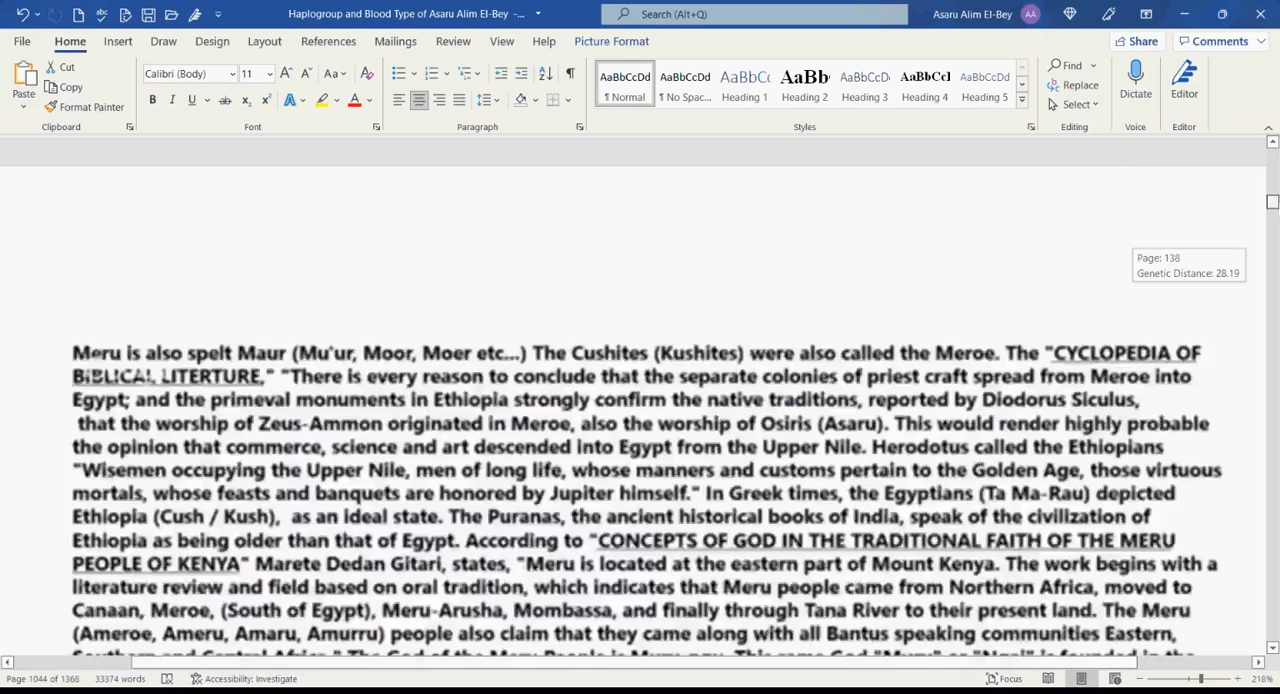 Haplogroup and Blood Type of Asaru Alim El-Bey -...
Search (Alt+Q)
Asaru Alim El-Bey
AA
File Home Insert Draw Design Layout References Mailings Review View Help Picture Format
Share Comments
Paste
Cut
Copy
Format Painter
Clipboard
Calibri (Body) 11
Font
Paragraph
AaBbCcDd AaBbCcDd AaBbCc AaBbCc AaBbCcDd AaBbCcI AaBbCcDd
¶ Normal ¶ No Spac... Heading 1 Heading 2 Heading 3 Heading 4 Heading 5
Styles
Find
Replace
Select
Editing
Dictate
Voice
Editor
Editor
Page: 138
Genetic Distance: 28.19
Meru is also spelt Maur (Mu'ur, Moor, Moer etc...) The Cushites (Kushites) were also called the Meroe. The "CYCLOPEDIA OF
BIBLICAL LITERTURE," "There is every reason to conclude that the separate colonies of priest craft spread from Meroe into
Egypt; and the primeval monuments in Ethiopia strongly confirm the native traditions, reported by Diodorus Siculus,
that the worship of Zeus-Ammon originated in Meroe, also the worship of Osiris (Asaru). This would render highly probable
the opinion that commerce, science and art descended into Egypt from the Upper Nile. Herodotus called the Ethiopians
"Wisemen occupying the Upper Nile, men of long life, whose manners and customs pertain to the Golden Age, those virtuous
mortals, whose feasts and banquets are honored by Jupiter himself." In Greek times, the Egyptians (Ta Ma-Rau) depicted
Ethiopia (Cush / Kush), as an ideal state. The Puranas, the ancient historical books of India, speak of the civilization of
Ethiopia as being older than that of Egypt. According to "CONCEPTS OF GOD IN THE TRADITIONAL FAITH OF THE MERU
PEOPLE OF KENYA" Marete Dedan Gitari, states, "Meru is located at the eastern part of Mount Kenya. The work begins with a
literature review and field based on oral tradition, which indicates that Meru people came from Northern Africa, moved to
Canaan, Meroe, (South of Egypt), Meru-Arusha, Mombassa, and finally through Tana River to their present land. The Meru
(Ameroe, Ameru, Amaru, Amurru) people also claim that they came along with all Bantus speaking communities Eastern,
Page 1044 of 1368 33374 words Accessibility: Investigate
Focus
218%